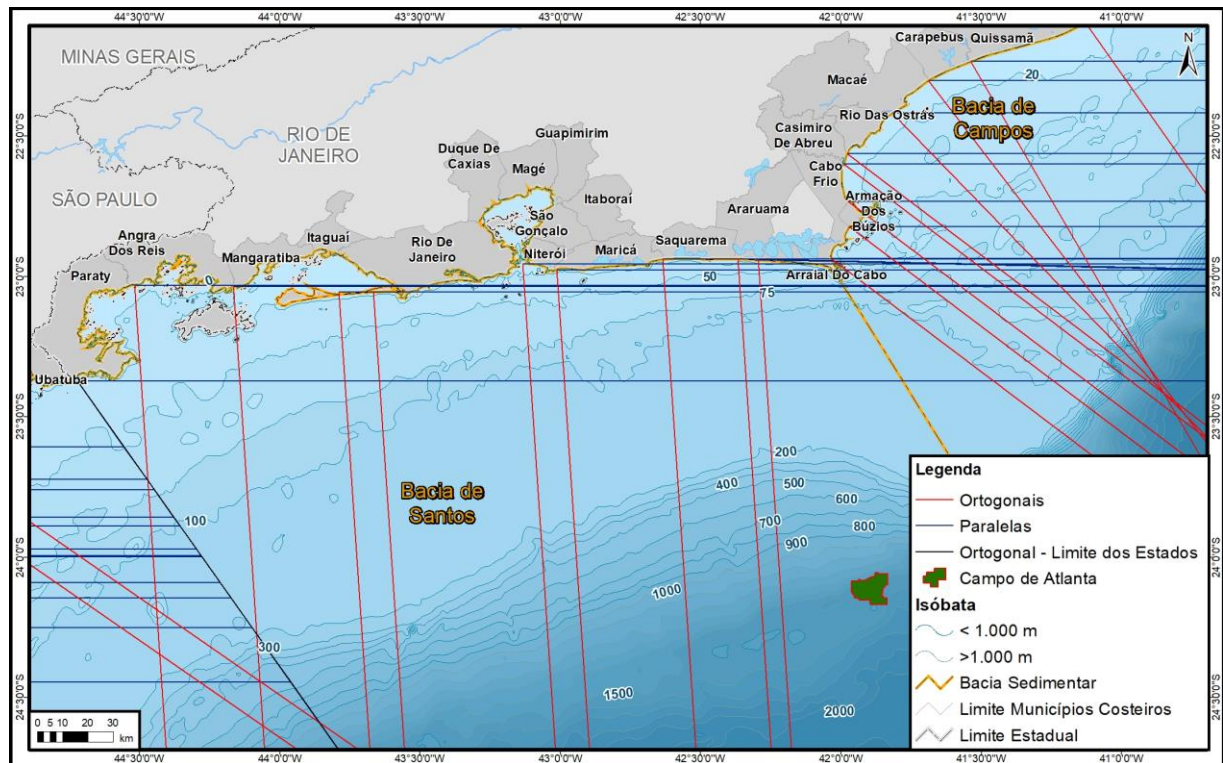 44°30'0"W
44°0'0"W
43°30'0"W
43°0'0"W
42°30'0"W
42°0'0"W
41°30'0"W
41°0'0"W
Carapebus
Quissamã
N
MINAS GERAIS
Macaé
20
Bacia de
Campos
Rio Das Ostras
22°30'0"S
22°30'0"S
RIO DE
JANEIRO
Guapimirim
Casimiro
De Abreu
Duque De
Caxias
Magé
Cabo
Frio
SÃO PAULO
Itaboraí
Armação
Dos
Búzios
Araruama
São
Gonçalo
Angra
Dos Reis
Itaguaí
Rio De
Janeiro
Saquarema
Mangaratiba
Niterói
Maricá
Paraty
0
50
Arraial Do Cabo
23°0'0"S
23°0'0"S
75
Ubatuba
23°30'0"S
23°30'0"S
200
Legenda
Bacia de
Santos
400
500
600
Ortogonais
100
700
800
Paralelas
900
Ortogonal - Limite dos Estados
24°0'0"S
24°0'0"S
Campo de Atlanta
1000
Isóbata
< 1.000 m
300
>1.000 m
Bacia Sedimentar
1500
24°30'0"S
24°30'0"S
2000
Limite Municípios Costeiros
0 5 10 20 30
km
Limite Estadual
44°30'0"W
44°0'0"W
43°30'0"W
43°0'0"W
42°30'0"W
42°0'0"W
41°30'0"W
41°0'0"W